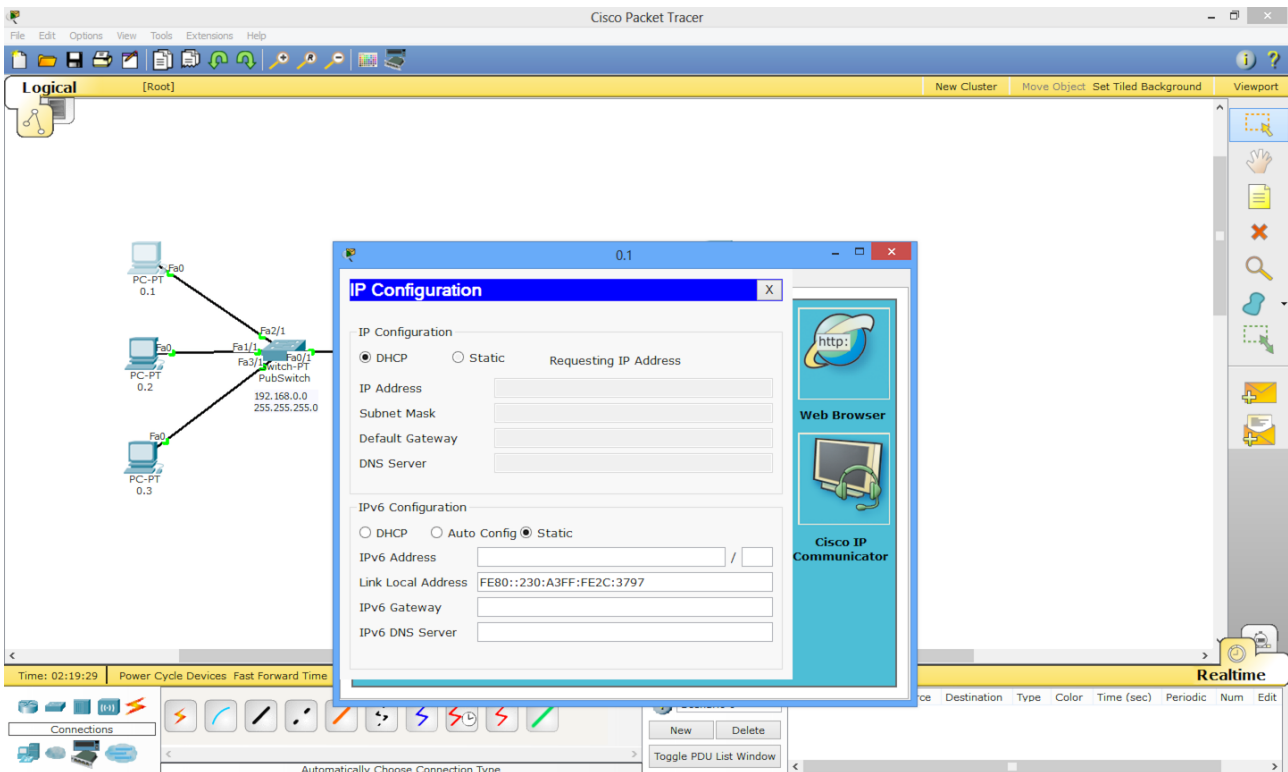 Cisco Packet Tracer
File Edit Options View Tools Extensions Help
Logical [Root] New Cluster Move Object Set Tiled Background Viewport
0.1
IP Configuration X
IP Configuration
DHCP Static Requesting IP Address
IP Address
Subnet Mask
Default Gateway
DNS Server
IPv6 Configuration
DHCP Auto Config Static
IPv6 Address /
Link Local Address FE80::230:A3FF:FE2C:3797
IPv6 Gateway
IPv6 DNS Server
http:
Web Browser
Cisco IP
Communicator
Fa0
PC-PT
0.1
Fa2/1
Fa0 Fa1/1
Fa3/1 Fa0/1
witch-PT
PubSwitch
PC-PT
0.2
192.168.0.0
255.255.255.0
Fa0
PC-PT
0.3
Time: 02:19:29 Power Cycle Devices Fast Forward Time Realtime
Connections
Automatically Choose Connection Type
New Delete
Toggle PDU List Window
rce Destination Type Color Time (sec) Periodic Num Edit